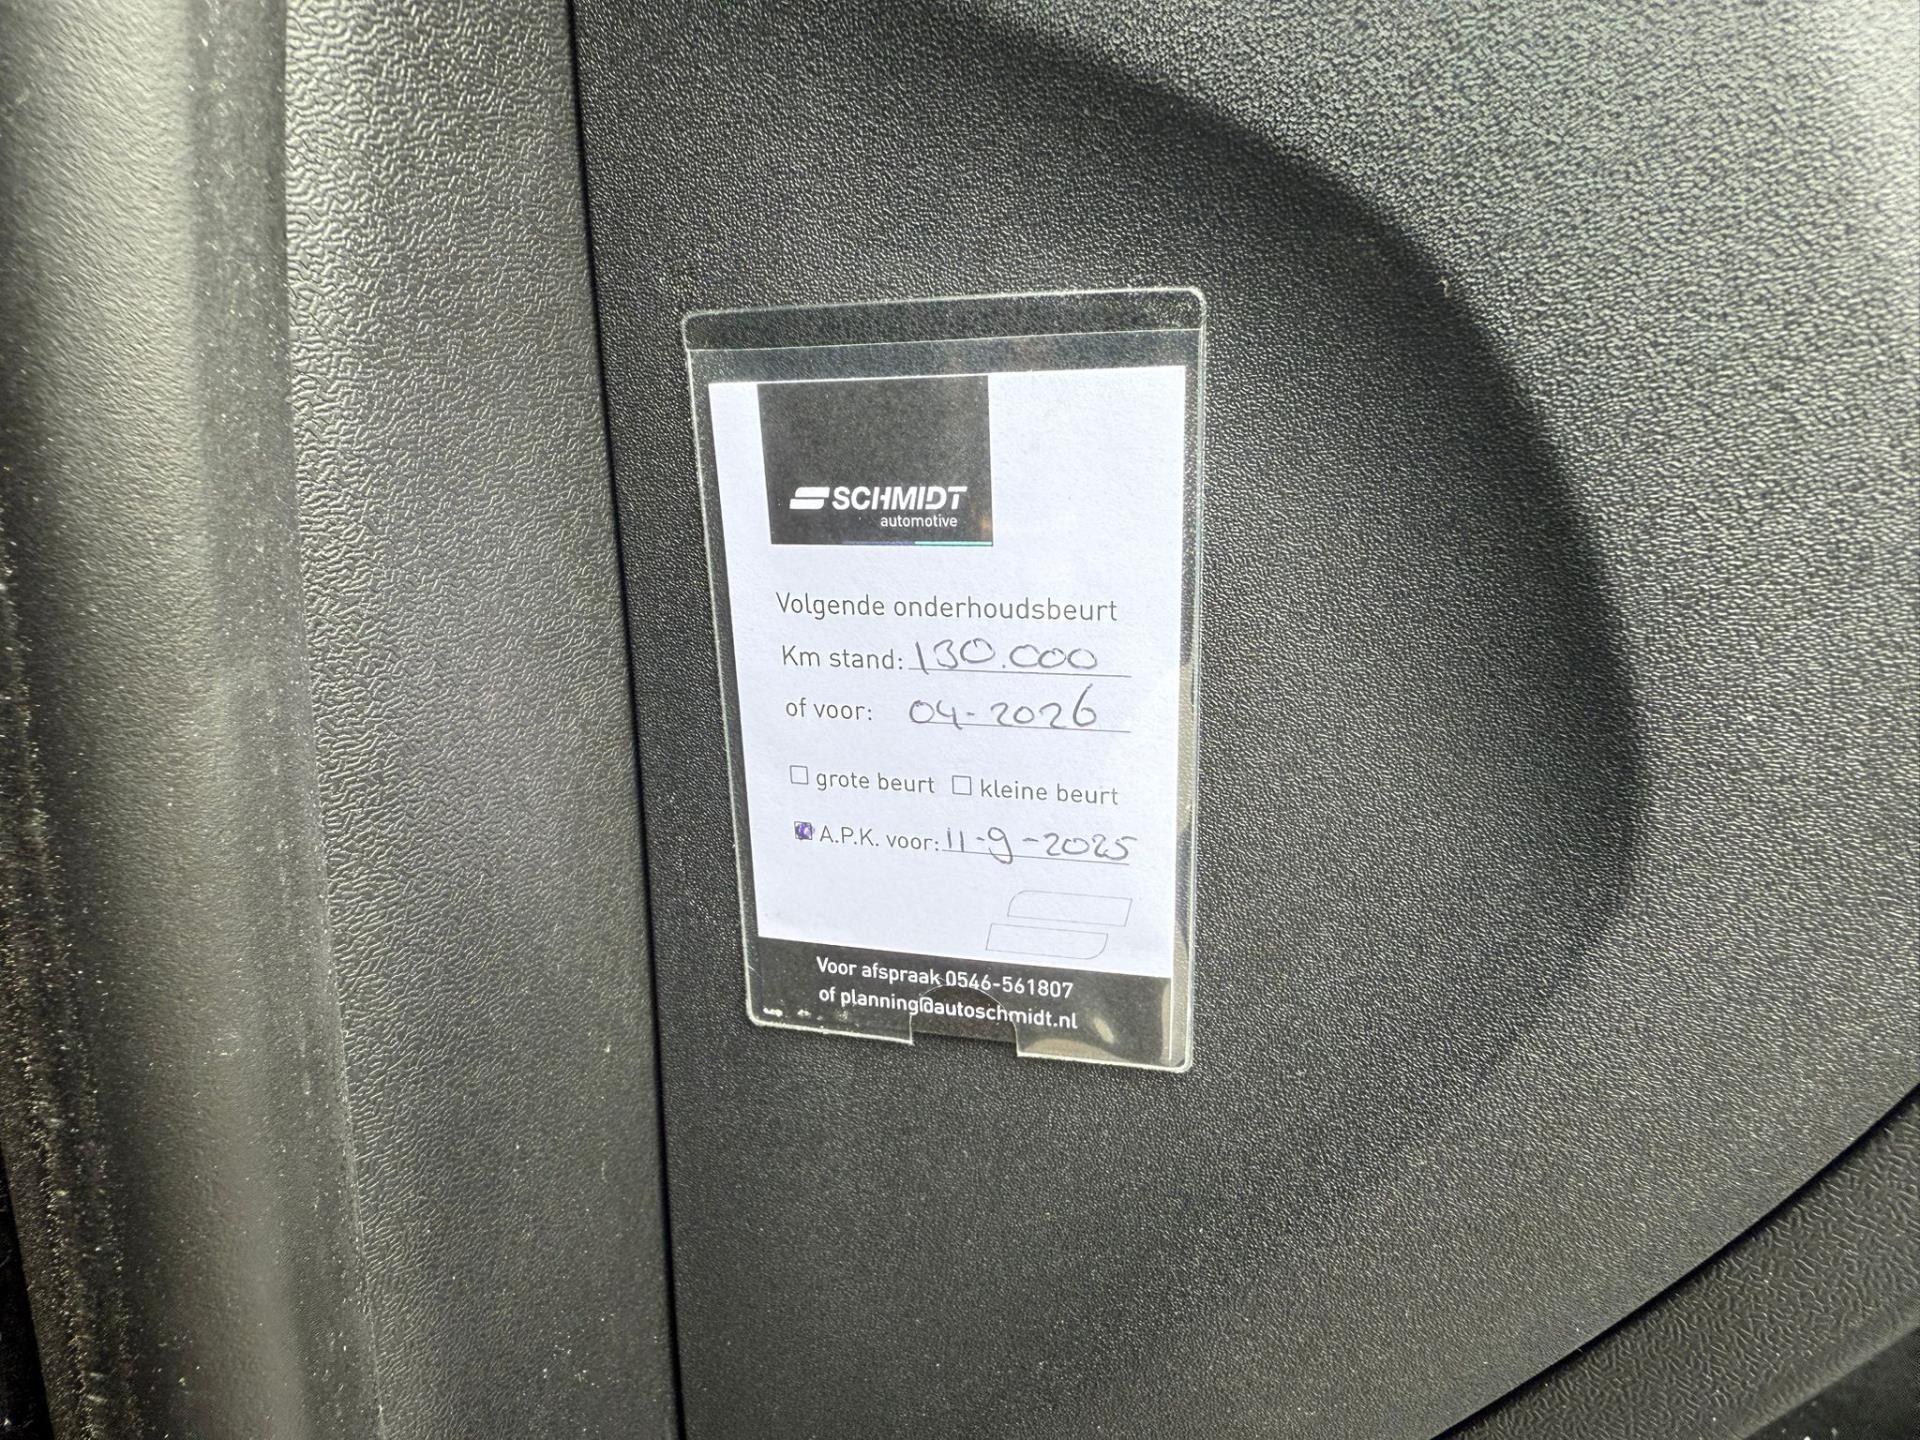 SCHMIDT
automotive
Volgende onderhoudsbeurt
Km stand: 130.000
of voor: 04-2026
grote beurt kleine beurt
A.P.K. voor: 11-9-2025
Voor afspraak 0546-561807
of planning@autoschmidt.nl